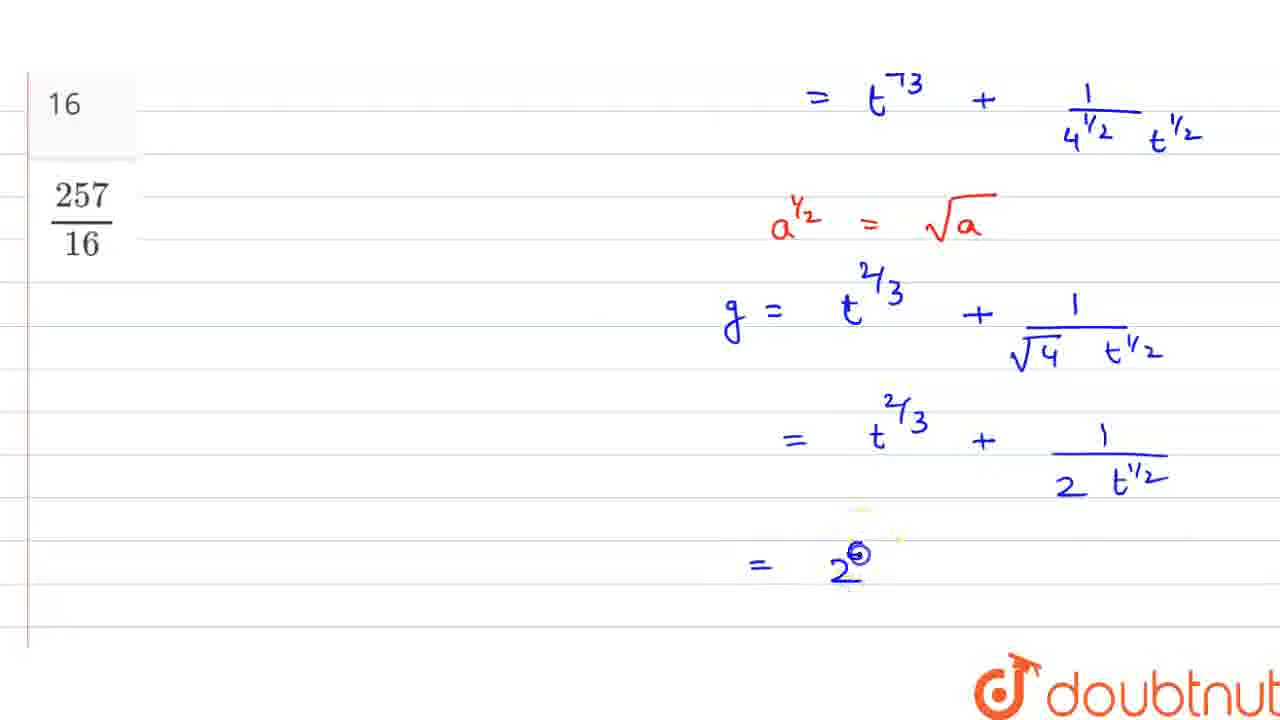 16
257/16
= t^73 + 1/(4^1/2 t^1/2)
a^1/2 = √a
g = t^2/3 + 1/(√4 t^1/2)
= t^2/3 + 1/(2 t^1/2)
= 2
doubtnut